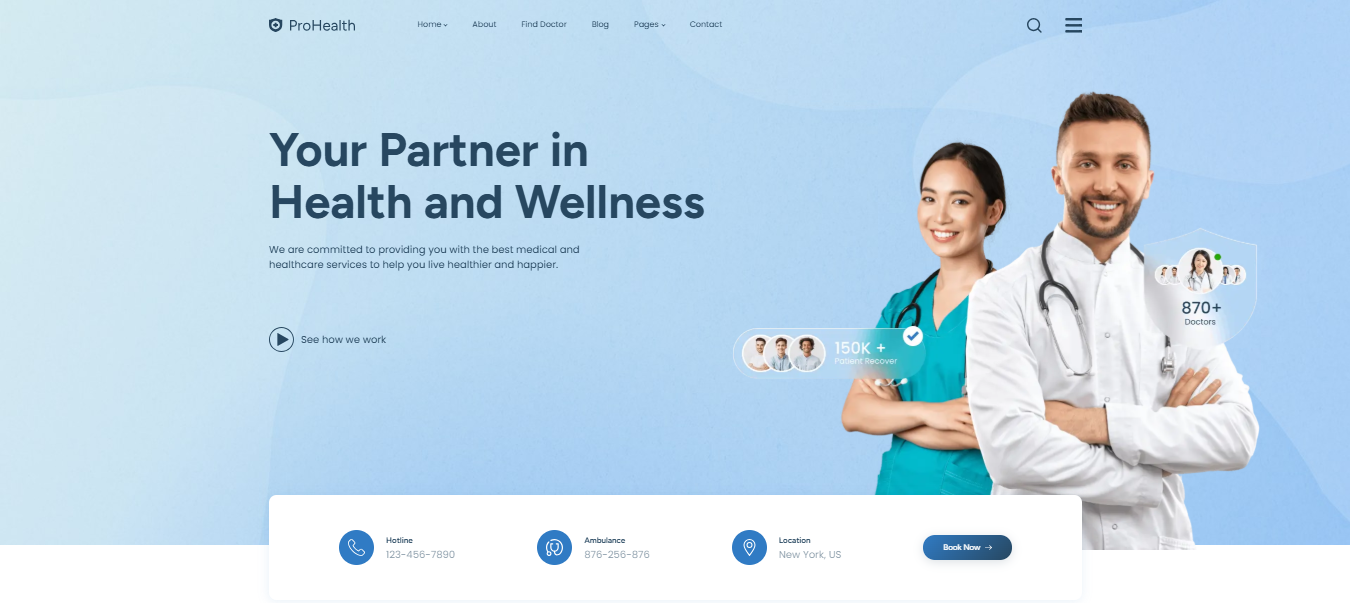 ProHealth
Home
About
Find Doctor
Blog
Pages
Contact
Your Partner in
Health and Wellness
We are committed to providing you with the best medical and
healthcare services to help you live healthier and happier.
See how we work
150K +
Patient Recover
870+
Doctors
Hotline
123-456-7890
Ambulance
876-256-876
Location
New York, US
Book Now →